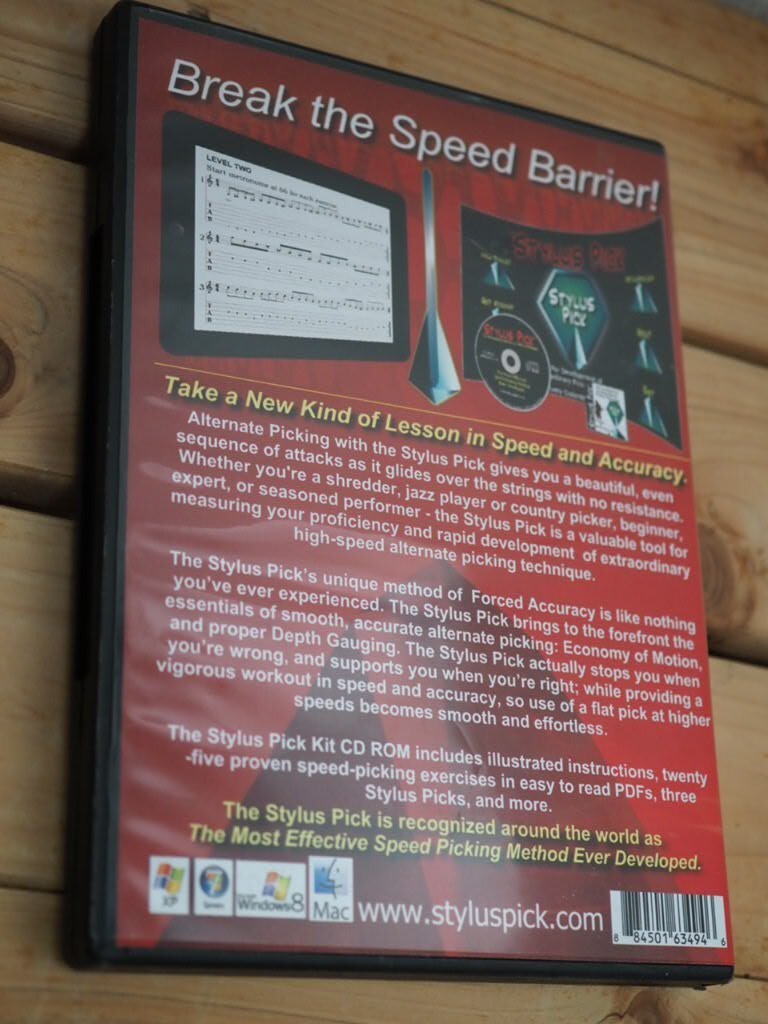 Break the Speed Barrier!
LEVEL TWO
Start metronome at 66 for each exercise
1
TAB
2
TAB
3
TAB
STYLUS PICK
STYLUS
PICK
STYLUS PICK
Take a New Kind of Lesson in Speed and Accuracy.
Alternate Picking with the Stylus Pick gives you a beautiful, even
sequence of attacks as it glides over the strings with no resistance.
Whether you're a shredder, jazz player or country picker, beginner,
expert, or seasoned performer - the Stylus Pick is a valuable tool for
measuring your proficiency and rapid development of extraordinary
high-speed alternate picking technique.
The Stylus Pick's unique method of Forced Accuracy is like nothing
you've ever experienced. The Stylus Pick brings to the forefront the
essentials of smooth, accurate alternate picking: Economy of Motion,
and proper Depth Gauging. The Stylus Pick actually stops you when
you're wrong, and supports you when you're right; while providing a
vigorous workout in speed and accuracy, so use of a flat pick at higher
speeds becomes smooth and effortless.
The Stylus Pick Kit CD ROM includes illustrated instructions, twenty
-five proven speed-picking exercises in easy to read PDFs, three
Stylus Picks, and more.
The Stylus Pick is recognized around the world as
The Most Effective Speed Picking Method Ever Developed.
XP
Windows 8
Mac
www.styluspick.com
8 84501 63494 6